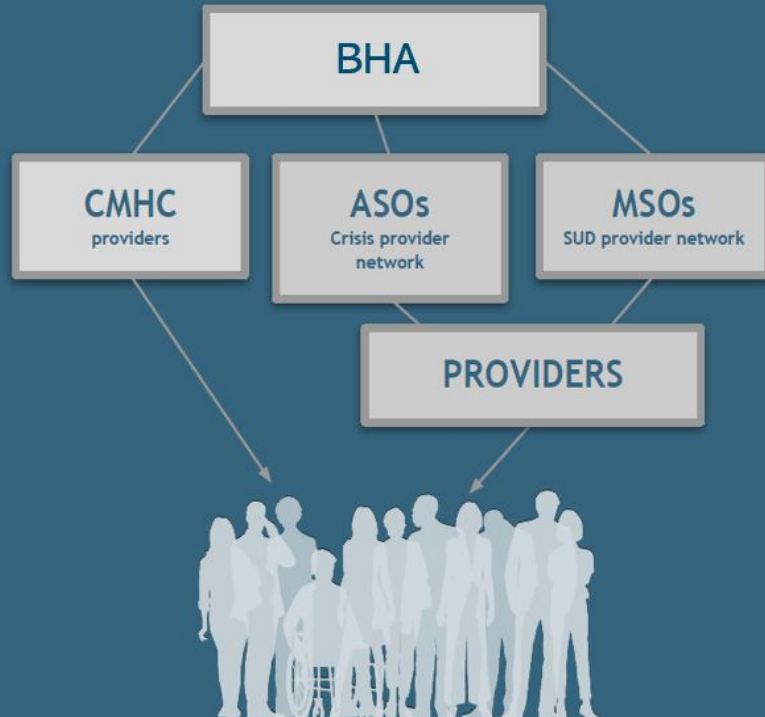 BHA
CMHC
providers
ASOs
Crisis provider
network
MSOs
SUD provider network
PROVIDERS